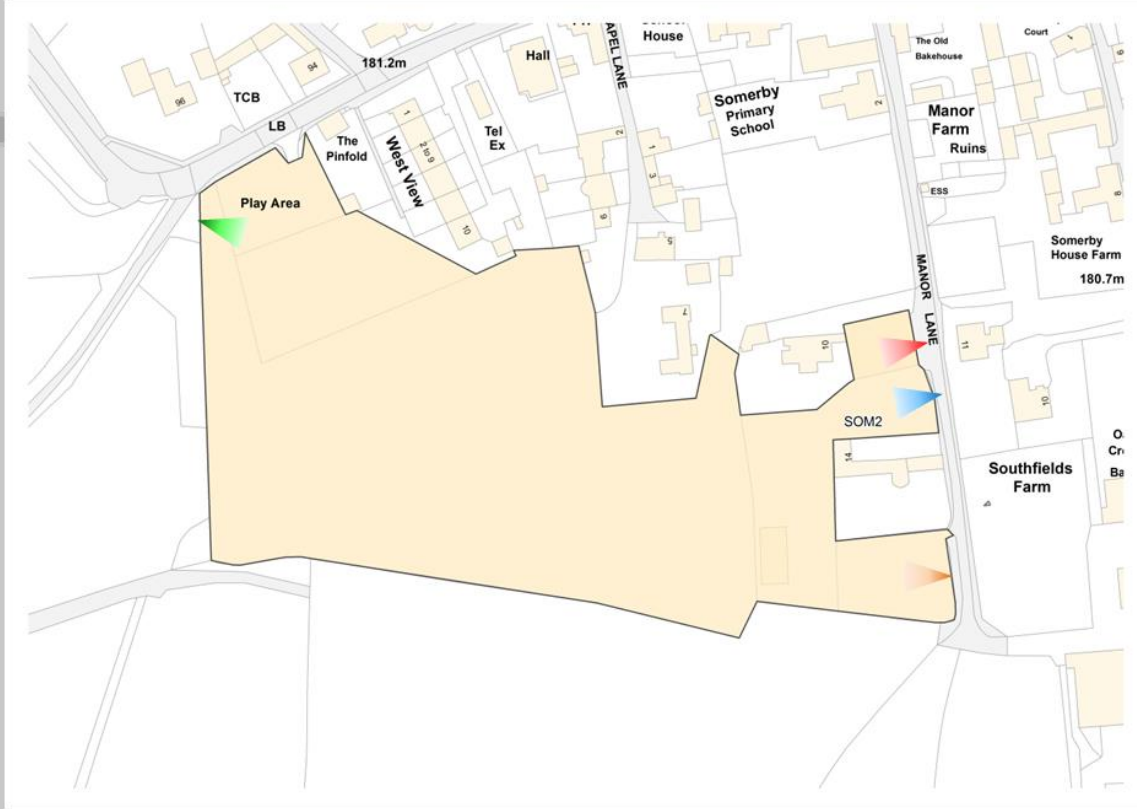 School
House
The Old
Bakehouse
Court
1
6
Hall
181.2m
94
96
TCB
LB
The
Pinfold
1
2 to 9
10
West View
Tel
Ex
APEL LANE
2
1
3
6
5
7
Somerby
Primary
School
2
Manor
Farm
Ruins
ESS
8
Somerby
House Farm
180.7m
MANOR LANE
Play Area
10
11
10
SOM2
14
Southfields
Farm
4